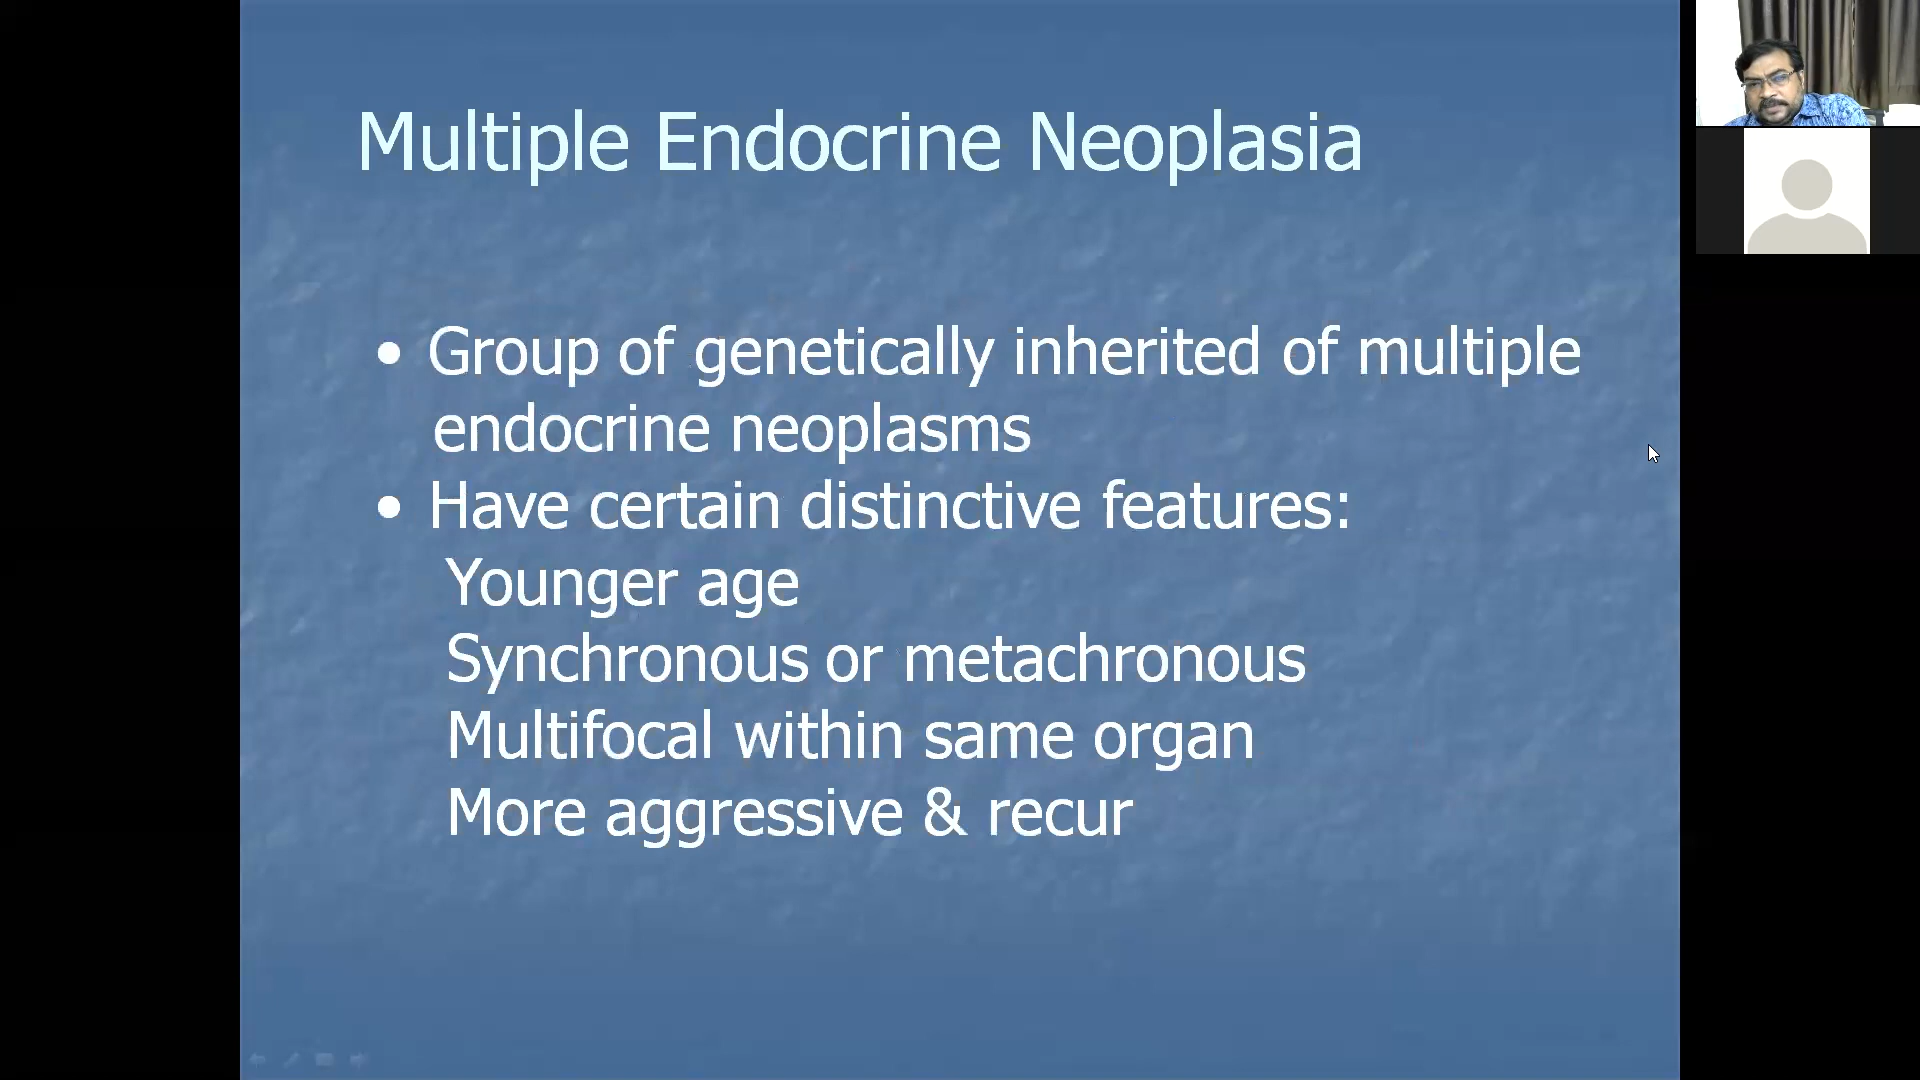 Multiple Endocrine Neoplasia
• Group of genetically inherited of multiple
endocrine neoplasms
• Have certain distinctive features:
Younger age
Synchronous or metachronous
Multifocal within same organ
More aggressive & recur